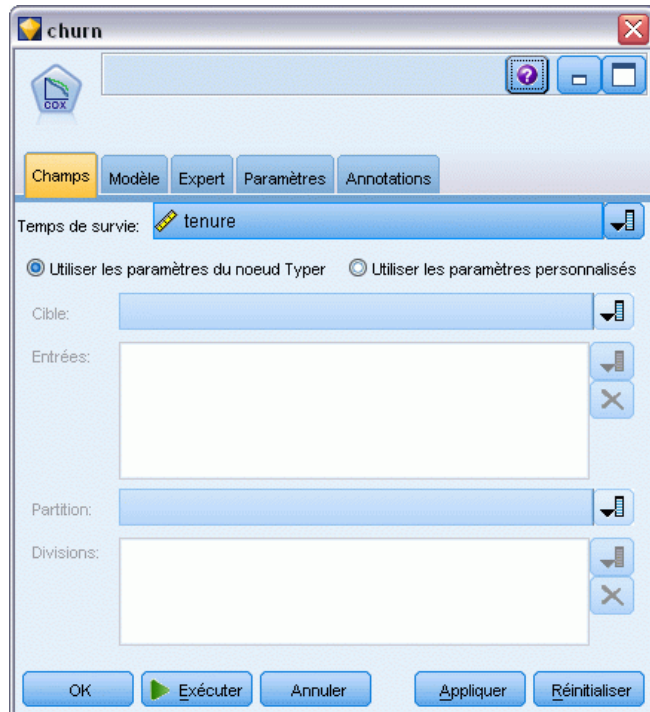 churn
COX
Champs Modèle Expert Paramètres Annotations
Temps de survie: tenure
Utiliser les paramètres du noeud Typer Utiliser les paramètres personnalisés
Cible:
Entrées:
Partition:
Divisions:
OK Exécuter Annuler Appliquer Réinitialiser